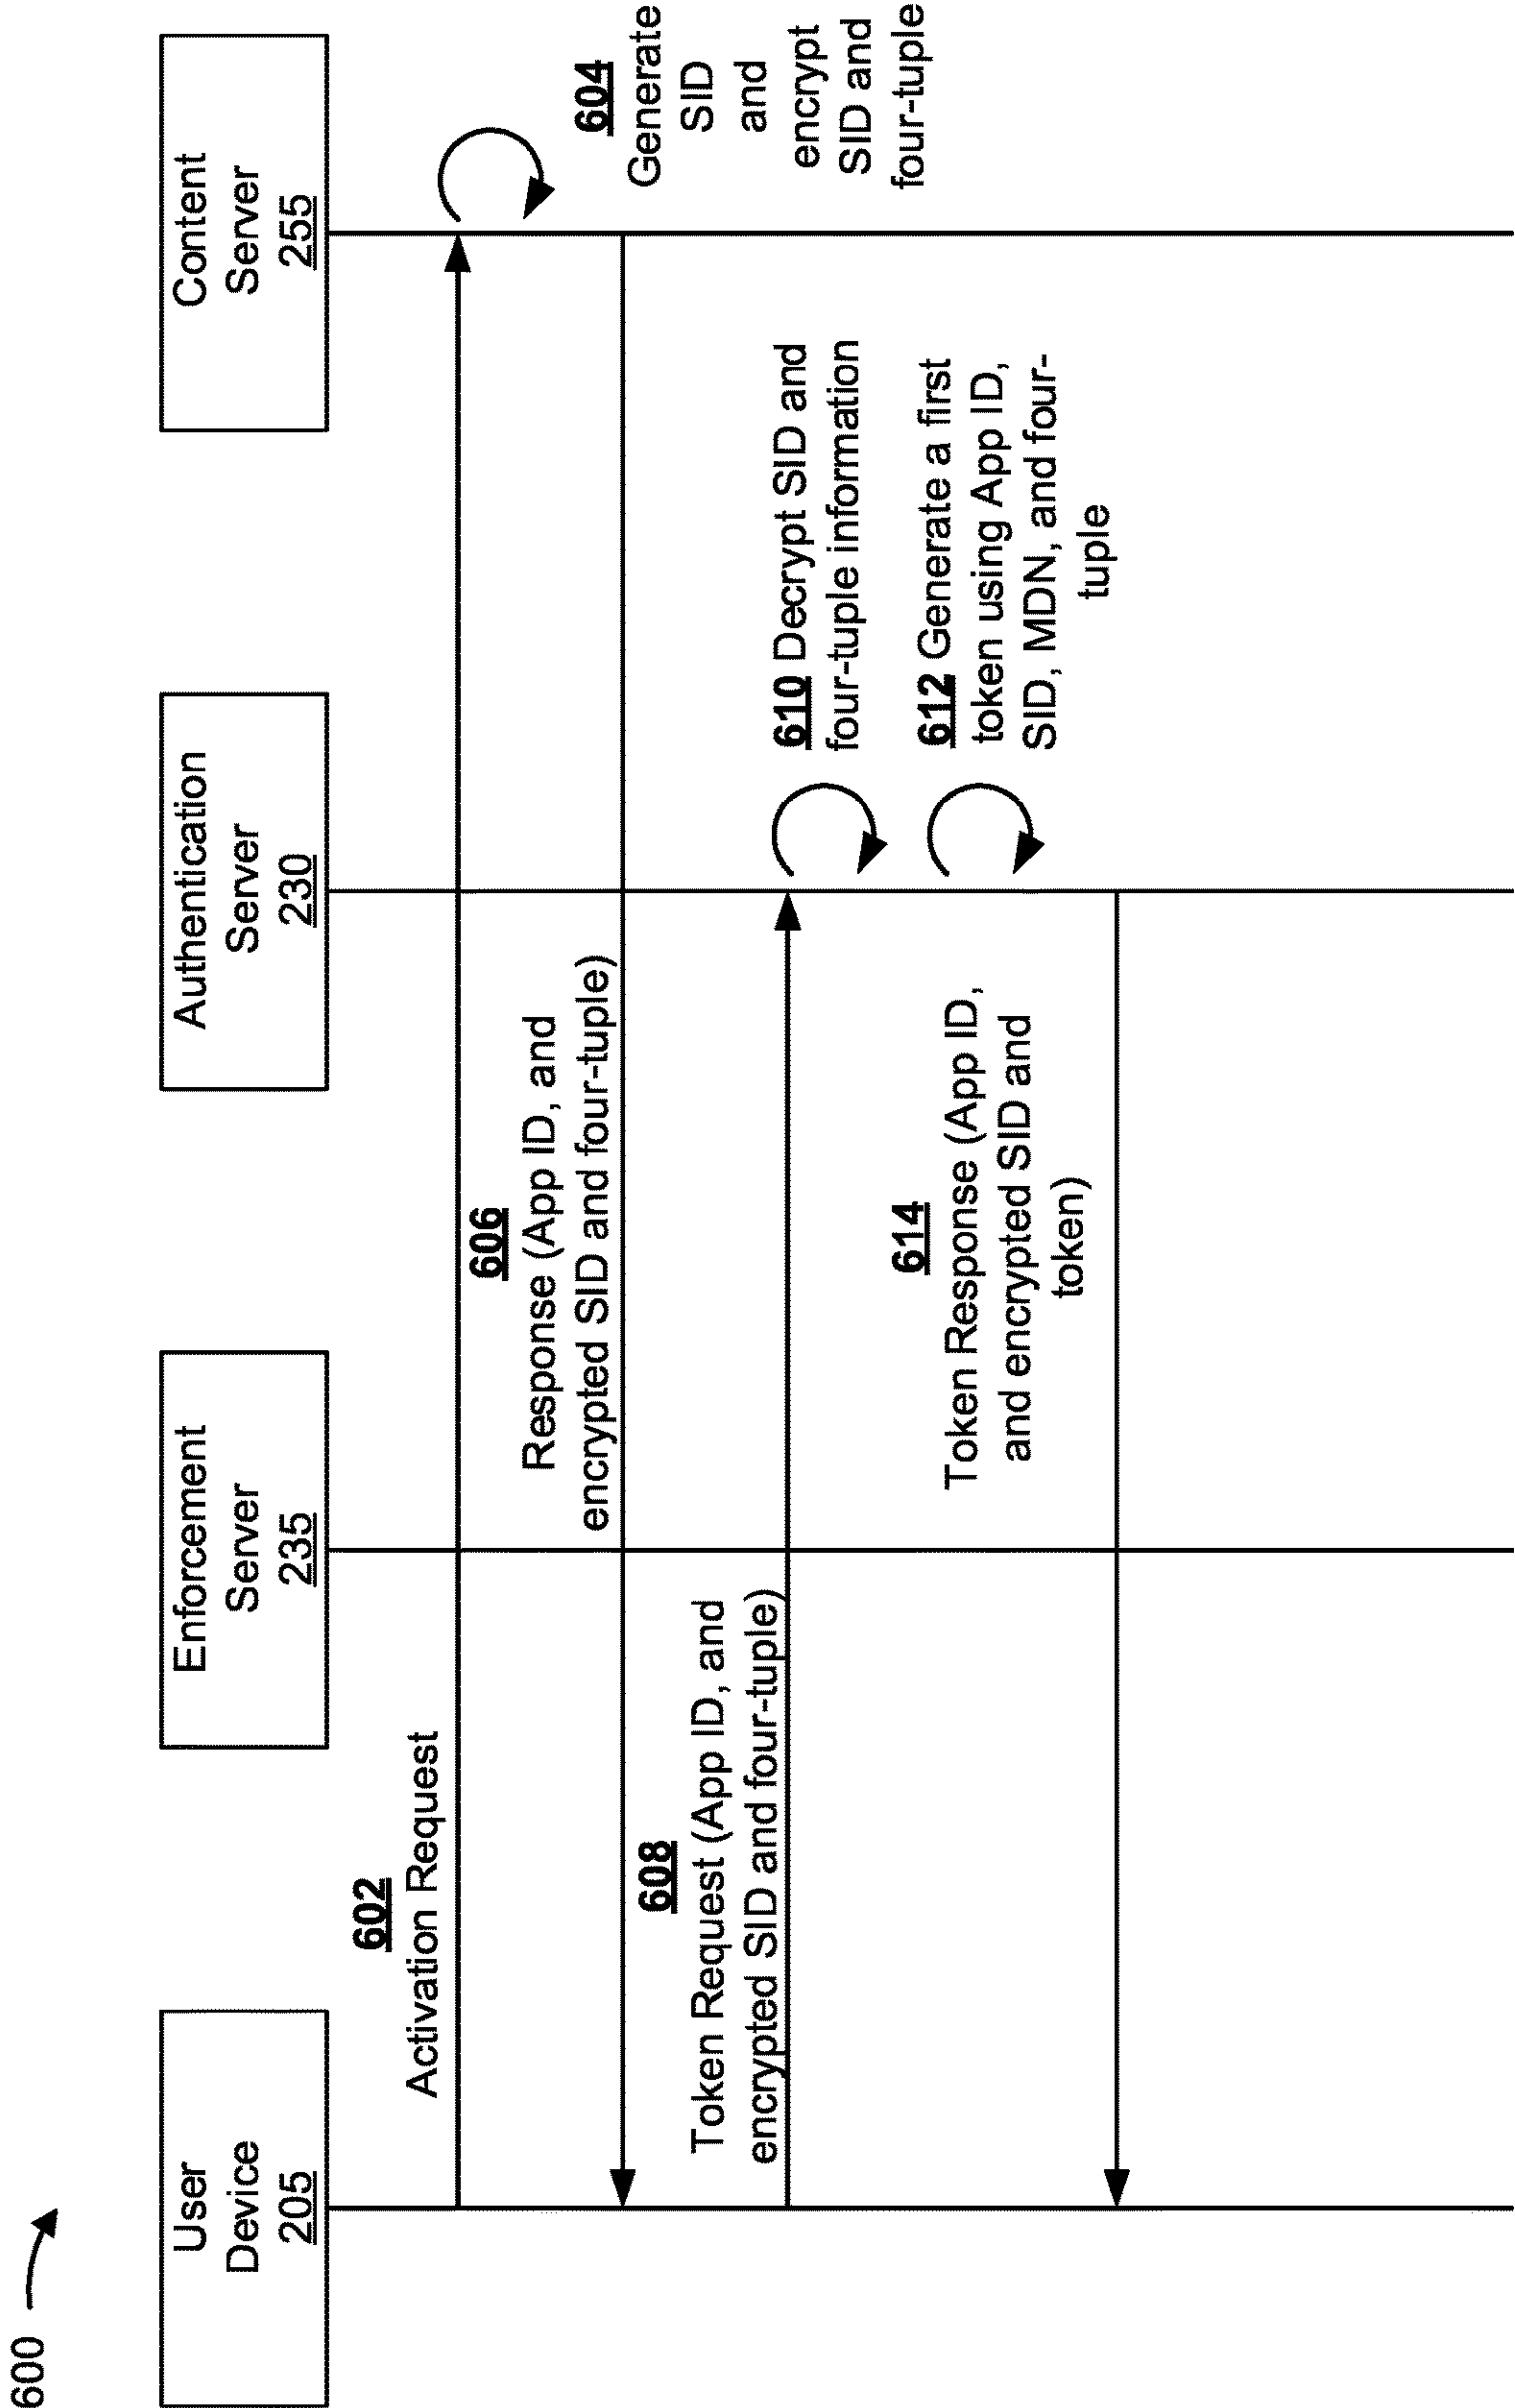 600
User
Device
205
Enforcement
Server
235
Authentication
Server
230
Content
Server
255
602
Activation Request
604
Generate
SID
and
encrypt
SID and
four-tuple
606
Response (App ID, and
encrypted SID and four-tuple)
608
Token Request (App ID, and
encrypted SID and four-tuple)
610 Decrypt SID and
four-tuple information
612 Generate a first
token using App ID,
SID, MDN, and four-
tuple
614
Token Response (App ID,
and encrypted SID and
token)